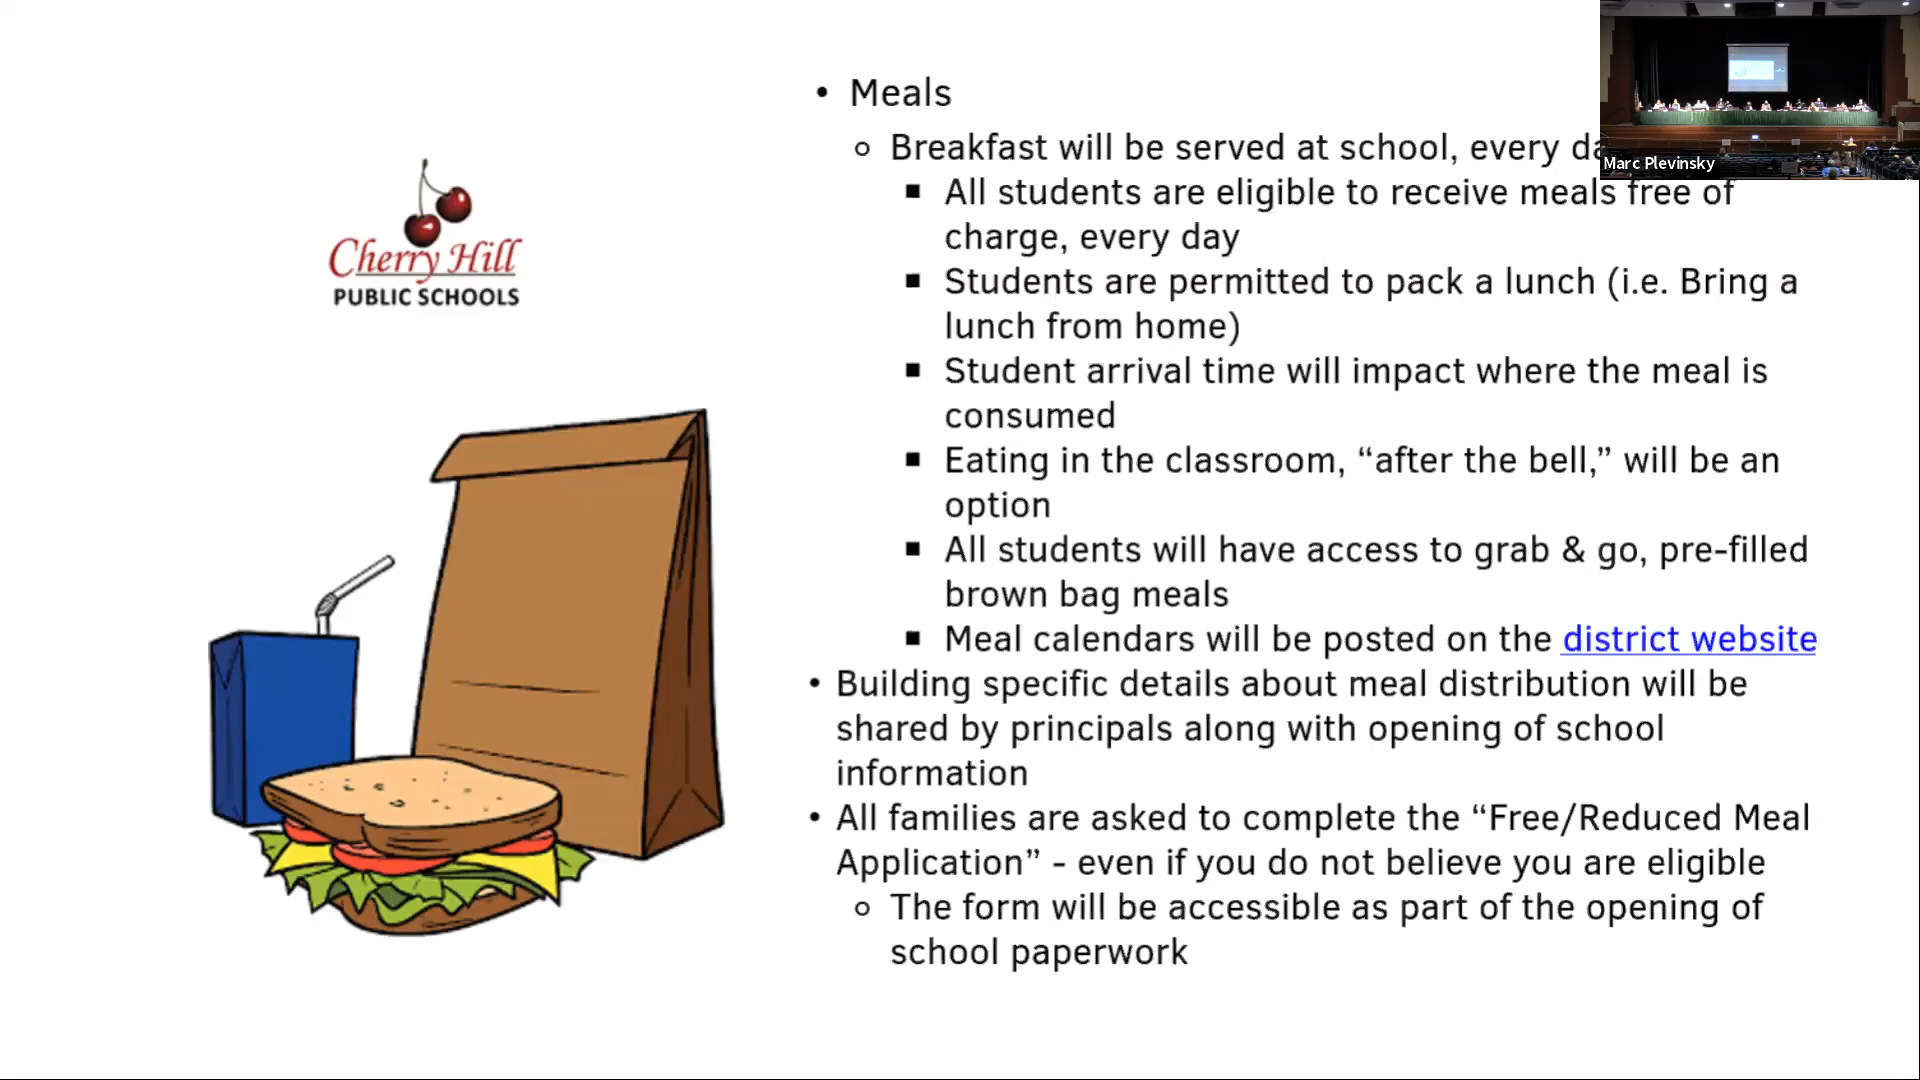 Meals
Breakfast will be served at school, every
All students are eligible to receive meals free of
charge, every day
Students are permitted to pack a lunch (i.e. Bring a
lunch from home)
Student arrival time will impact where the meal is
consumed
Eating in the classroom, “after the bell,” will be an
option
All students will have access to grab & go, pre-filled
brown bag meals
Meal calendars will be posted on the district website
Building specific details about meal distribution will be
shared by principals along with opening of school
information
All families are asked to complete the “Free/Reduced Meal
Application” - even if you do not believe you are eligible
The form will be accessible as part of the opening of
school paperwork
Cherry Hill
PUBLIC SCHOOLS
Marc Plevinsky